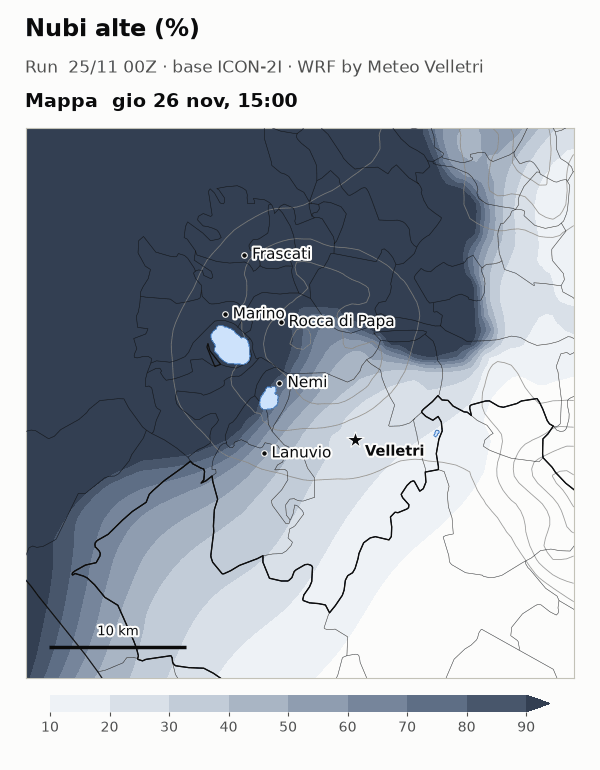 Nubi alte (%)
Run  25/11 00Z · base ICON-2I · WRF by Meteo Velletri
Mappa  gio 26 nov, 15:00
Frascati
Marino
Rocca di Papa
Nemi
Velletri
Lanuvio
10 km
10 20 30 40 50 60 70 80 90